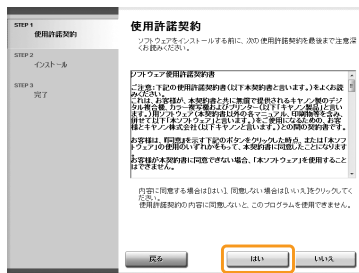 STEP 1
使用許諾契約
STEP 2
インストール
STEP 3
完了
使用許諾契約
ソフトウェアをインストールする前に、次の使用許諾契約を最後まで注意深
くお読みください。
ソフトウェア使用許諾契約書
ご注意:下記の使用許諾契約書(以下本契約書と言います。)をよくお読
みください。
これは、お客様が、本契約書と共に無償で提供されるキヤノン製のデジ
タル複合機、カラー複写機およびプリンター(以下「キヤノン製品」と言い
ます。)用ソフトウェア(本契約書以外の各マニュアル、印刷物等を含み、
併せて以下「本ソフトウェア」と言います。)をご使用になるための、お客
様とキヤノン株式会社(以下キヤノンと言います。)との間の契約書です。
お客様は、「同意」を示す下記のボタンをクリックした時点、または「本ソフ
トウェア」の使用のいずれかをもって、本契約書に同意したことになります
お客様が本契約書に同意できない場合、「本ソフトウェア」を使用すること
はできません。
内容に同意する場合は[はい]、同意しない場合は[いいえ]をクリックしてく
ださい。
使用許諾契約の内容に同意しないと、このプログラムを使用できません。
戻る
はい
いいえ